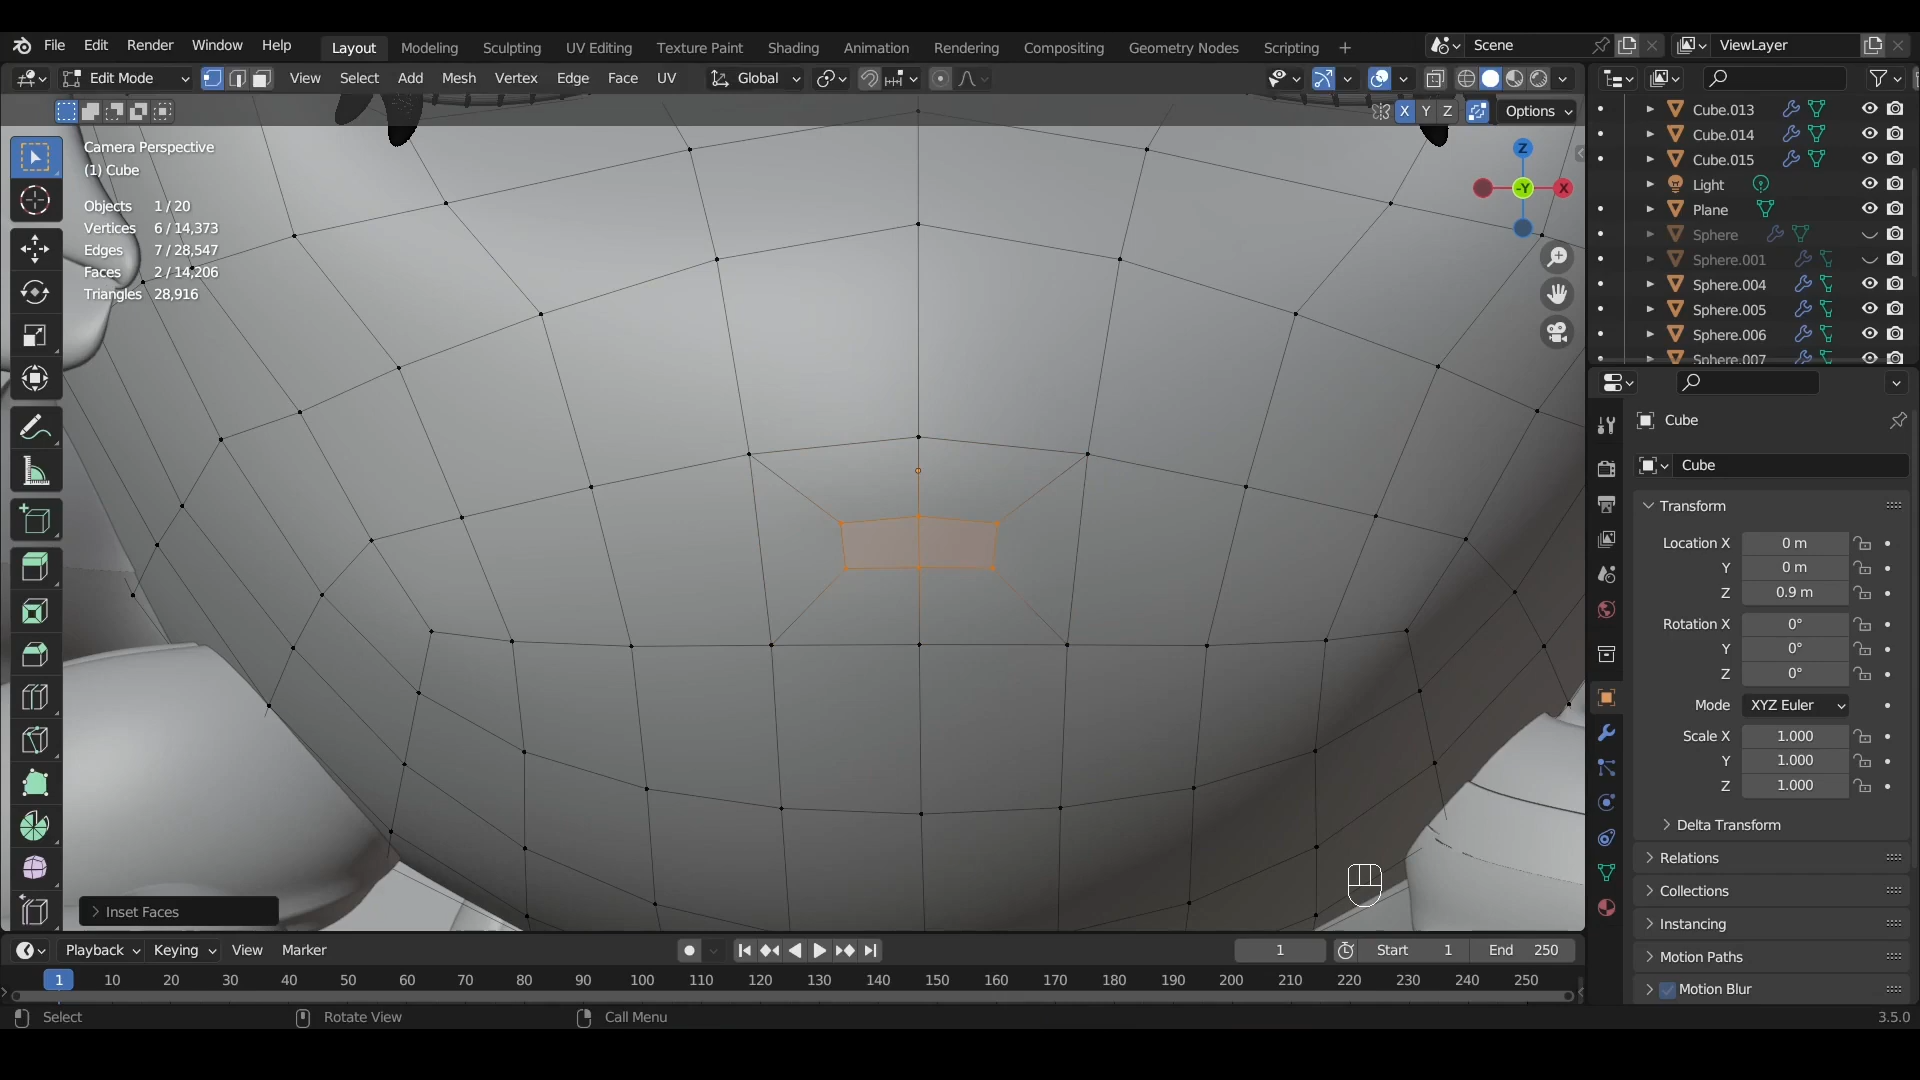 File Edit Render Window Help Layout Modeling Sculpting UV Editing Texture Paint Shading Animation Rendering Compositing Geometry Nodes Scripting + Scene ViewLayer
Edit Mode View Select Add Mesh Vertex Edge Face UV Global
X Y Z Options
Camera Perspective
(1) Cube
Objects 1 / 20
Vertices 6 / 14,373
Edges 7 / 28,547
Faces 2 / 14,206
Triangles 28,916
Z
-Y X
Cube.013
Cube.014
Cube.015
Light
Plane
Sphere
Sphere.001
Sphere.004
Sphere.005
Sphere.006
Sphere.007
Cube
Cube
Transform
Location X 0 m
Y 0 m
Z 0.9 m
Rotation X 0°
Y 0°
Z 0°
Mode XYZ Euler
Scale X 1.000
Y 1.000
Z 1.000
Delta Transform
Relations
Collections
Instancing
Motion Paths
Motion Blur
Inset Faces
Playback Keying View Marker 1 Start 1 End 250
1 10 20 30 40 50 60 70 80 90 100 110 120 130 140 150 160 170 180 190 200 210 220 230 240 250
Select Rotate View Call Menu 3.5.0